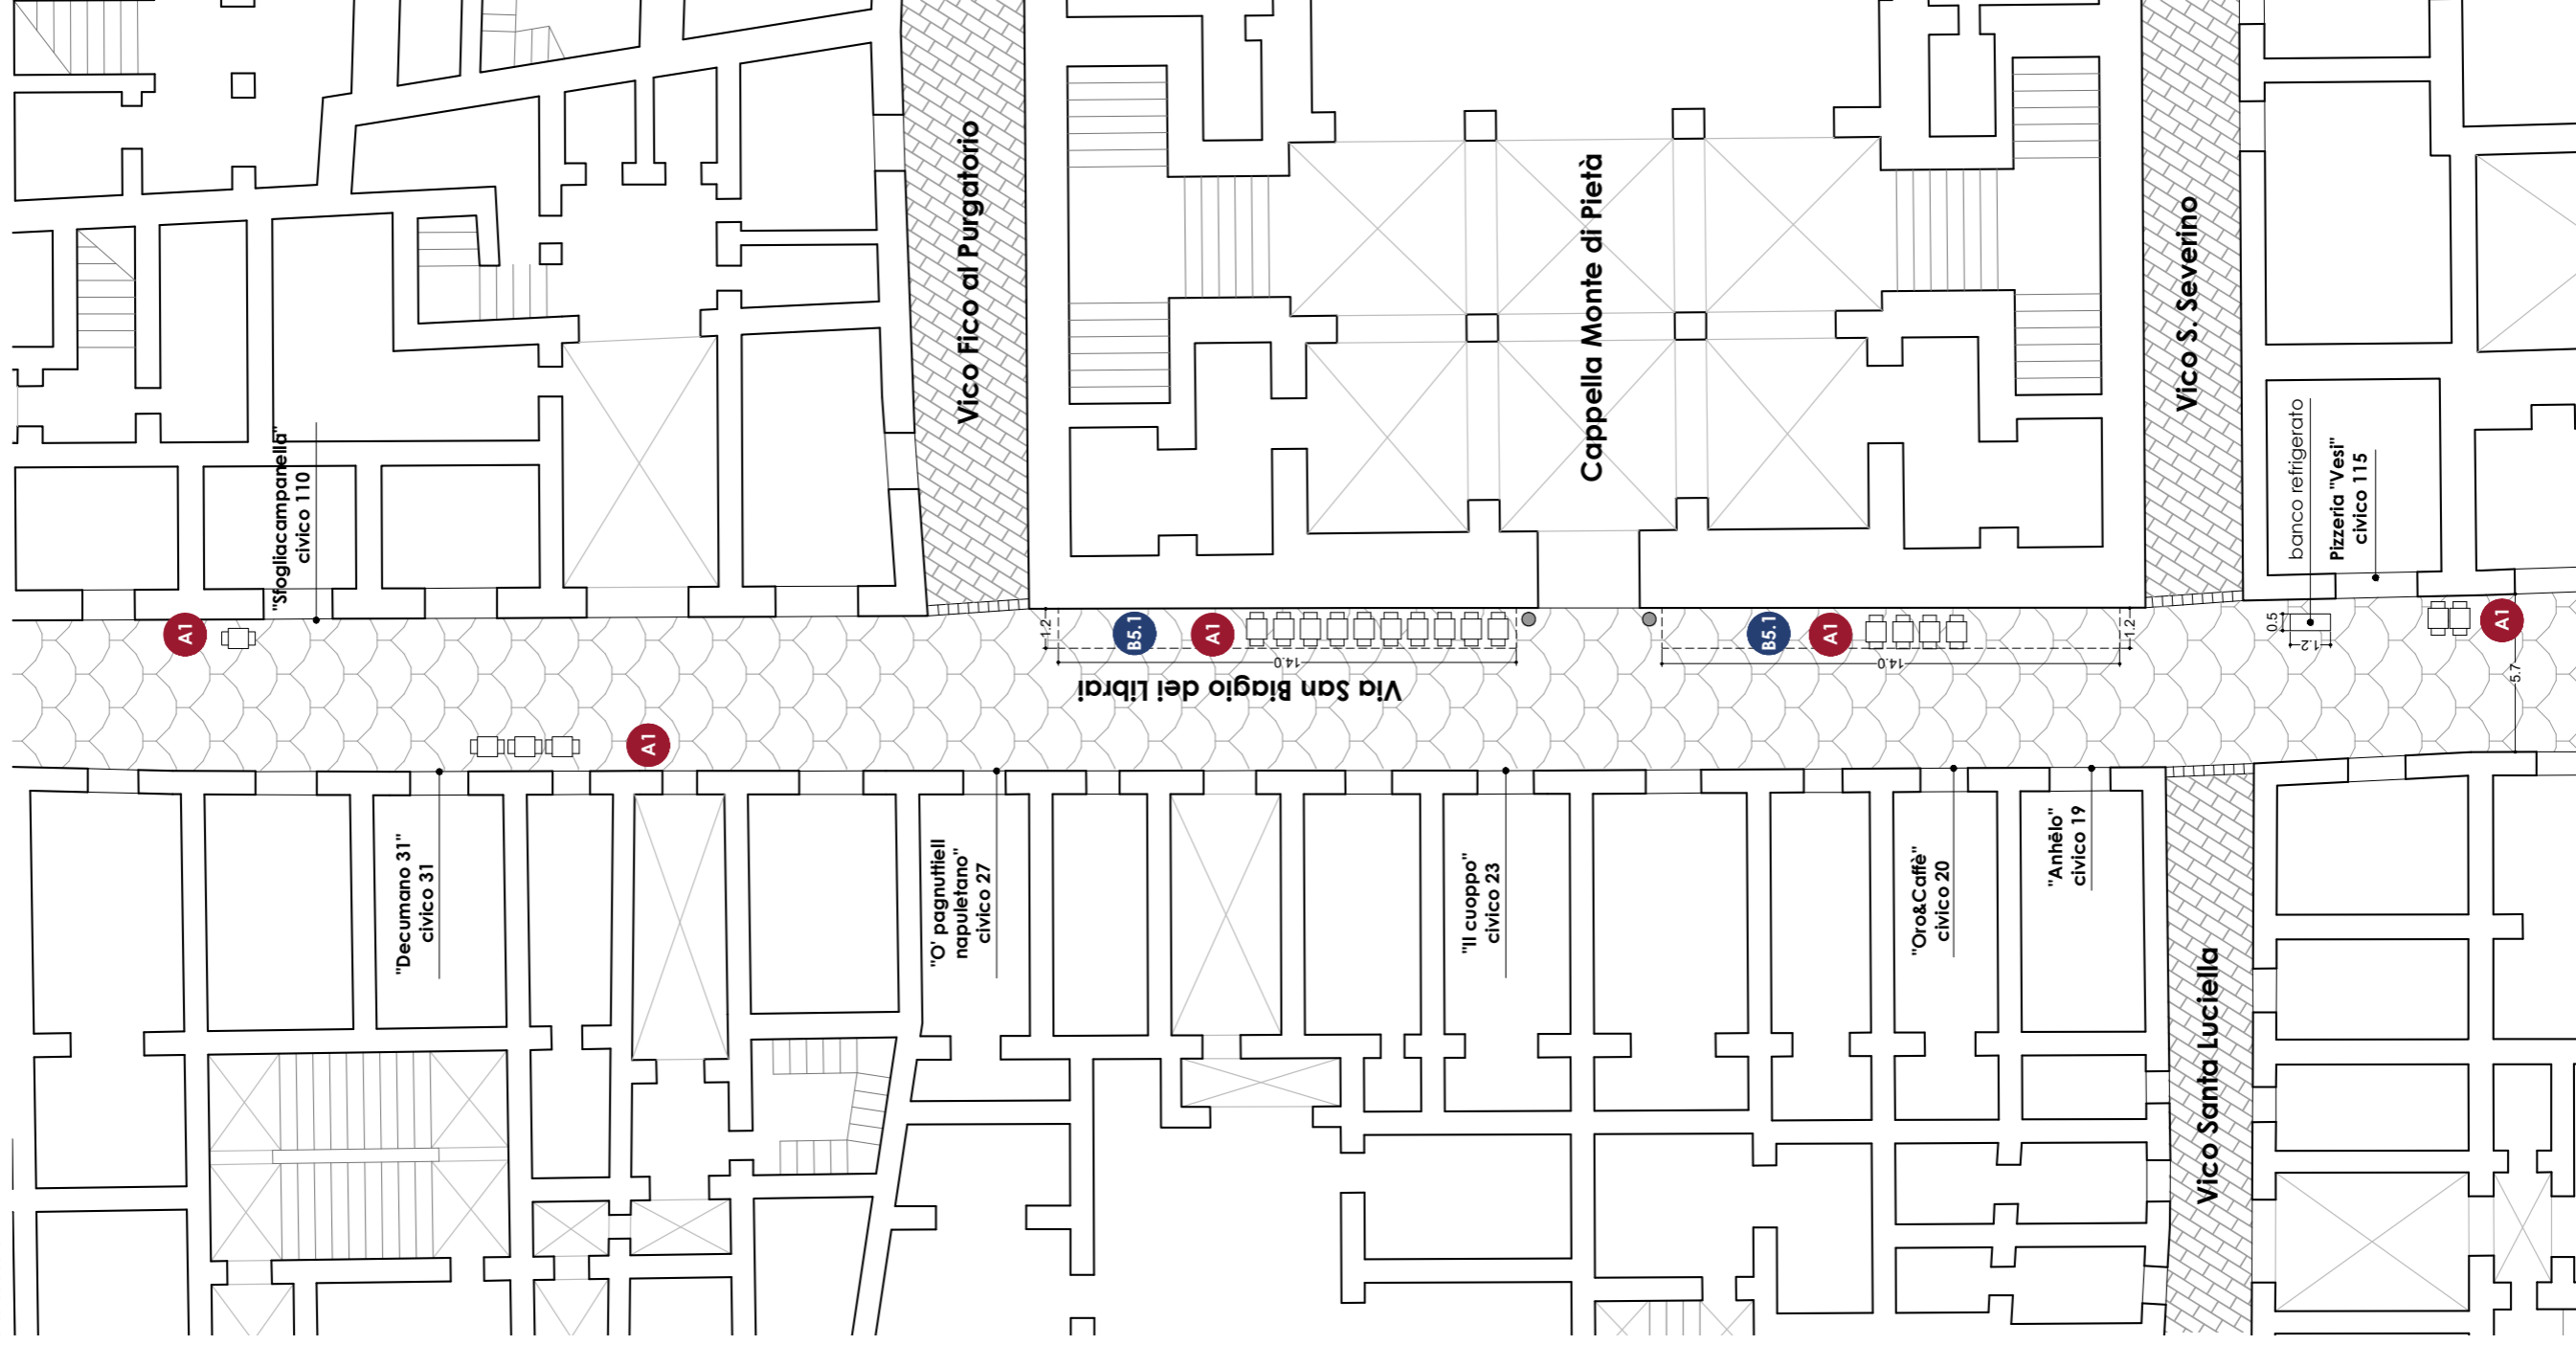 Vico Fico al Purgatorio
Cappella Monte di Pietà
Vico S. Severino
"Sfogliaccampanella"
civico 110
banco refrigerato
Pizzeria "Vesi"
civico 115
A1
B5.1
A1
B5.1
A1
A1
1.2
14.0
14.0
1.2
0.5
1.2
5.7
Via San Biagio dei Librai
A1
"Decumano 31"
civico 31
"O' pagnuttiell
napuletano"
civico 27
"Il cuoppo"
civico 23
"Oro&Caffè"
civico 20
"Anhēlo"
civico 19
Vico Santa Luciella